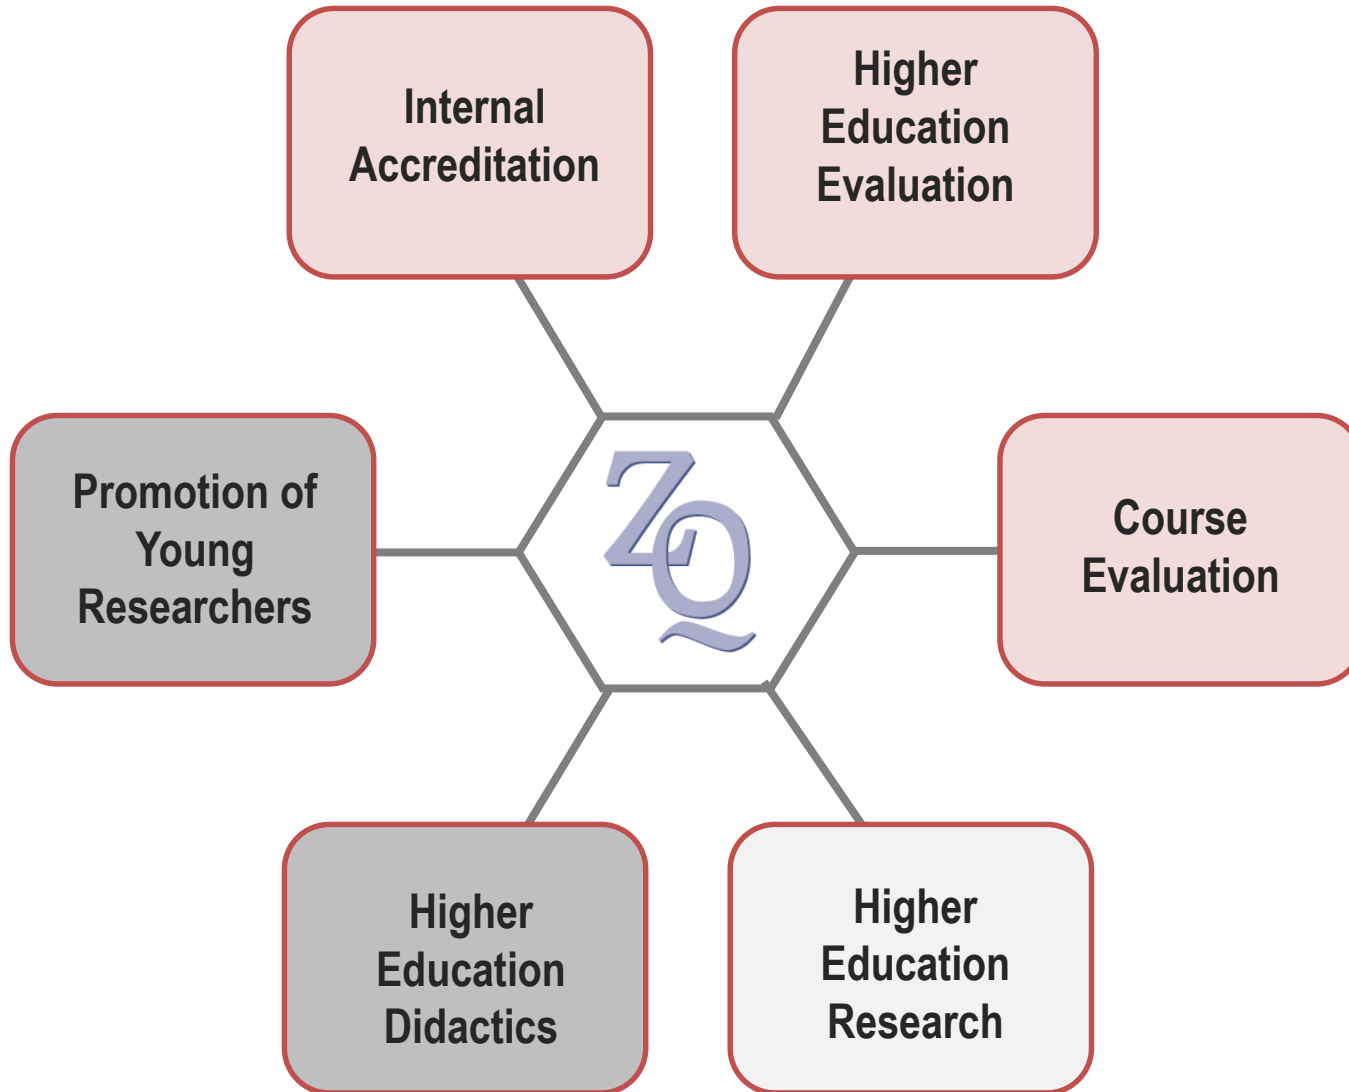 Internal
Accreditation
Higher
Education
Evaluation
Promotion of
Young
Researchers
ZQ
Course
Evaluation
Higher
Education
Didactics
Higher
Education
Research